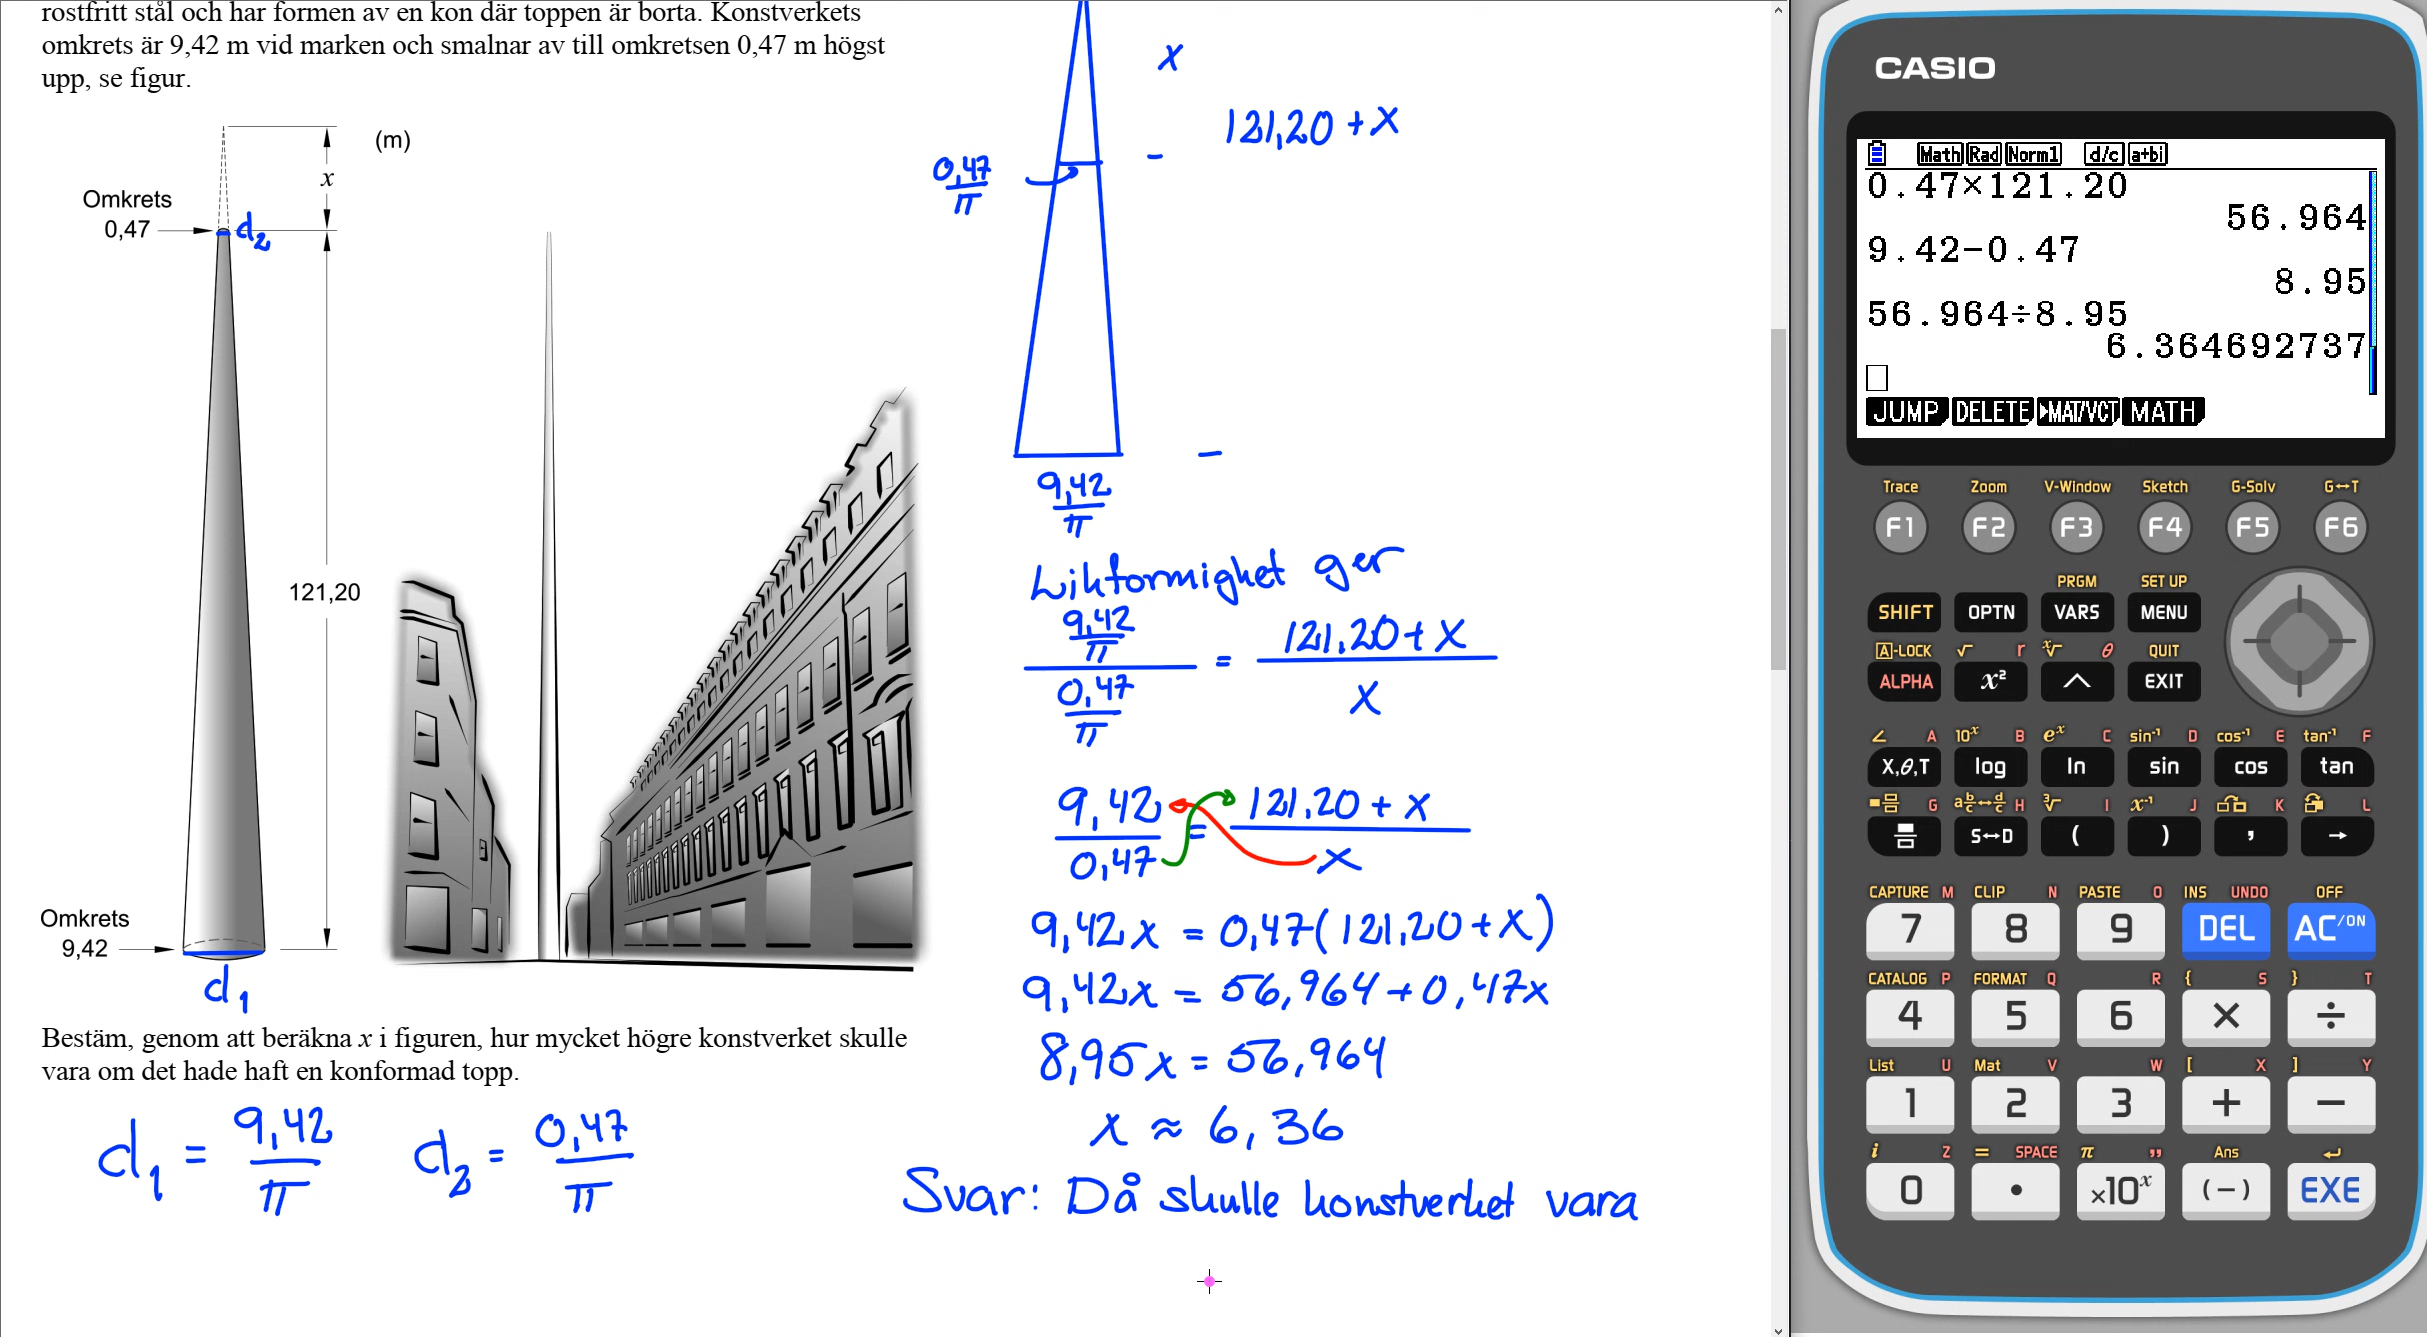 rostfritt stål och har formen av en kon där toppen är borta. Konstverkets
omkrets är 9,42 m vid marken och smalnar av till omkretsen 0,47 m högst
upp, se figur.
(m)
x
Omkrets
0,47
d₂
121,20
Omkrets
9,42
d₁
Bestäm, genom att beräkna x i figuren, hur mycket högre konstverket skulle
vara om det hade haft en konformad topp.
d₁ = 9,42/π d₂ = 0,47/π
x
121,20 + x
0,47/π
9,42/π
Likformighet ger
(9,42/π)/(0,47/π) = (121,20 + x)/x
9,42/0,47 = (121,20 + x)/x
9,42x = 0,47(121,20 + x)
9,42x = 56,964 + 0,47x
8,95x = 56,964
x ≈ 6,36
Svar: Då skulle konstverket vara
CASIO
Math Rad Norm1 d/c a+bi
0.47×121.20
56.964
9.42−0.47
8.95
56.964÷8.95
6.364692737
JUMP DELETE ▶MAT/VCT MATH
Trace Zoom V-Window Sketch G-Solv G↔T
F1 F2 F3 F4 F5 F6
PRGM SET UP
SHIFT OPTN VARS MENU
A-LOCK √ r ˣ√ θ QUIT
ALPHA x² ^ EXIT
∠ A 10ˣ B eˣ C sin⁻¹ D cos⁻¹ E tan⁻¹ F
X,θ,T log ln sin cos tan
G a b/c↔d/c H ³√ I x⁻¹ J K L
S↔D ( ) , →
CAPTURE M CLIP N PASTE O INS UNDO OFF
7 8 9 DEL AC/ON
CATALOG P FORMAT Q R { S } T
4 5 6 × ÷
List U Mat V W [ X ] Y
1 2 3 + −
i Z = SPACE π " Ans ↵
0 • ×10ˣ (−) EXE